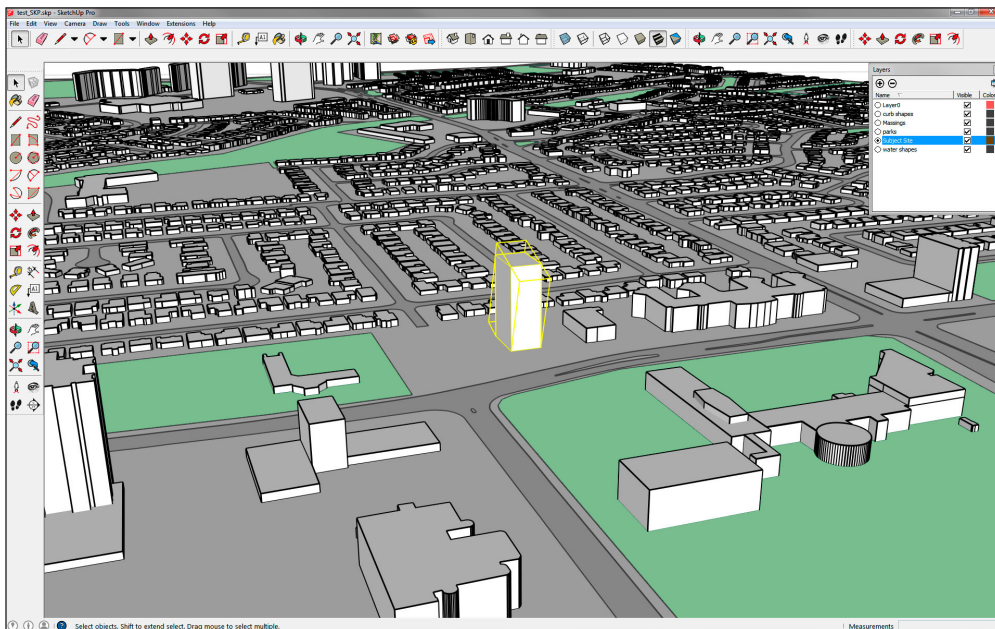 test_SKP.skp - SketchUp Pro
File Edit View Camera Draw Tools Window Extensions Help
Layers
Name Visible Color
Layer0
curb shapes
Massings
parks
Subject Site
water shapes
Select objects. Shift to extend select. Drag mouse to select multiple.
Measurements